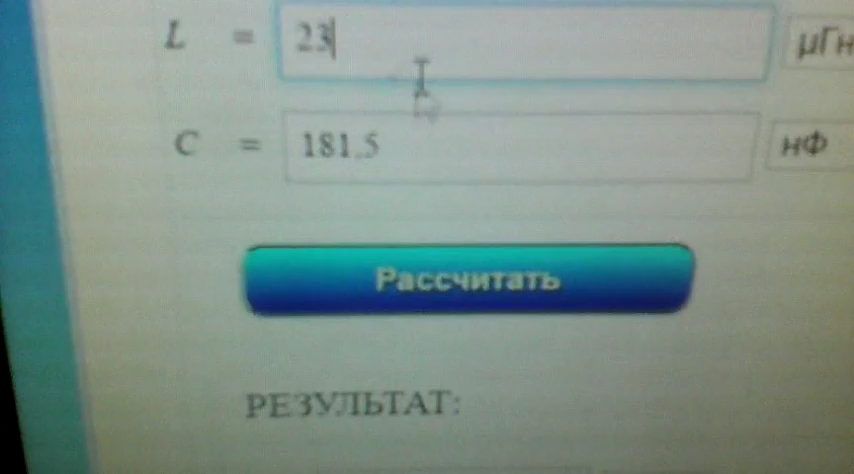 L = 23 μГн
C = 181.5 нФ
Рассчитать
РЕЗУЛЬТАТ: